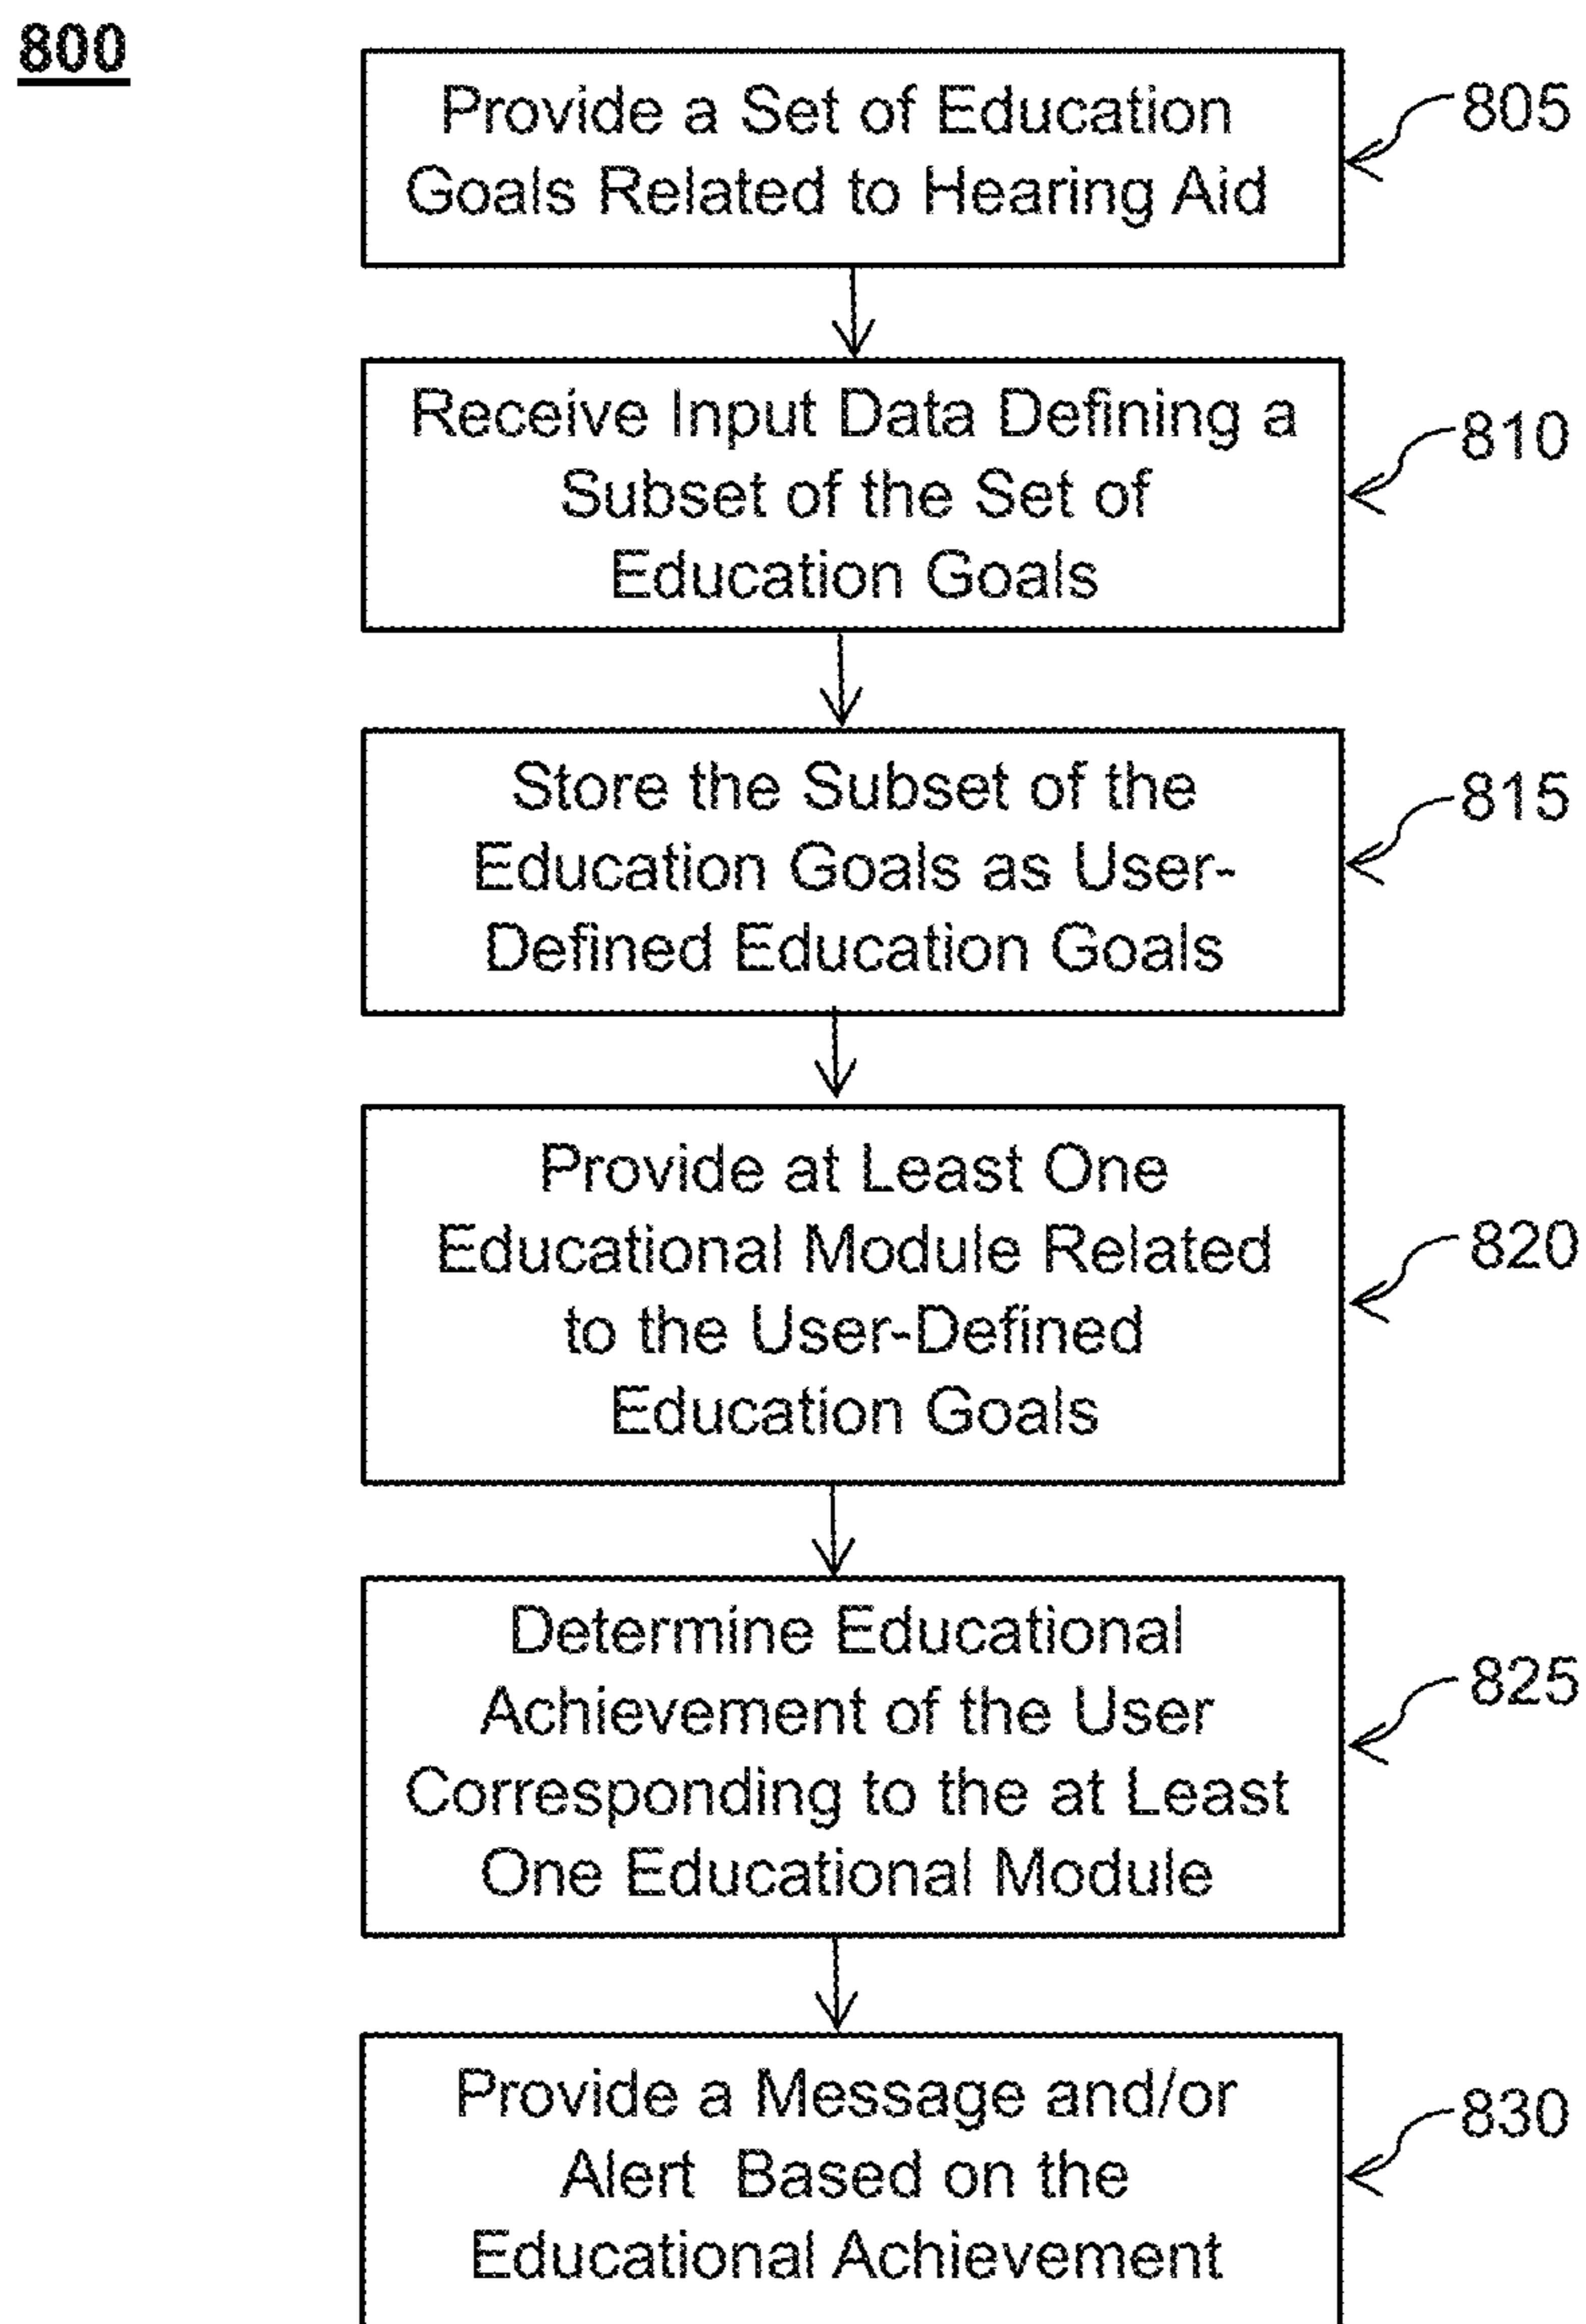 800
Provide a Set of Education
Goals Related to Hearing Aid
805
Receive Input Data Defining a
Subset of the Set of
Education Goals
810
Store the Subset of the
Education Goals as User-
Defined Education Goals
815
Provide at Least One
Educational Module Related
to the User-Defined
Education Goals
820
Determine Educational
Achievement of the User
Corresponding to the at Least
One Educational Module
825
Provide a Message and/or
Alert Based on the
Educational Achievement
830